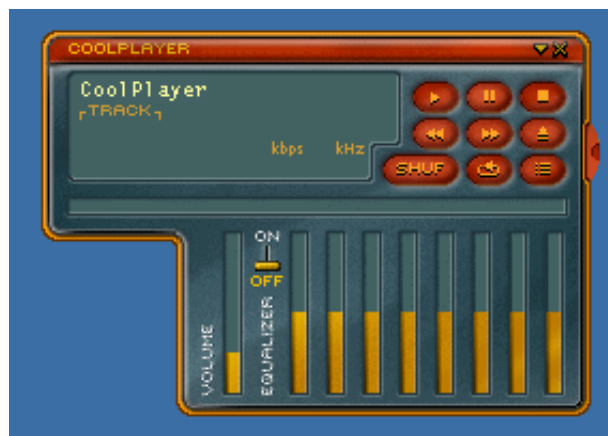 COOLPLAYER
CoolPlayer
TRACK
kbps kHz
SHUF
ON
OFF
VOLUME
EQUALIZER